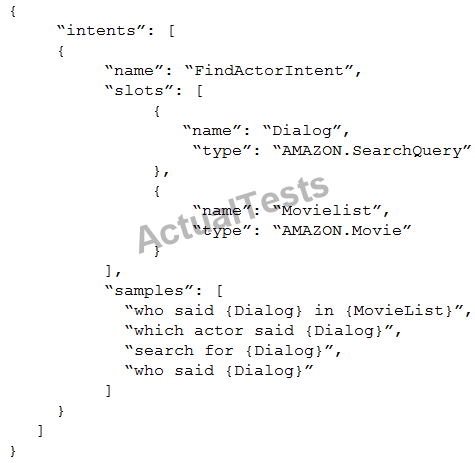 {
“intents”: [
{
“name”: “FindActorIntent”,
“slots”: [
{
“name”: “Dialog”,
“type”: “AMAZON.SearchQuery”
},
{
“name”: “Movielist”,
“type”: “AMAZON.Movie”
}
],
“samples”: [
“who said {Dialog} in {MovieList}”,
“which actor said {Dialog}”,
“search for {Dialog}”,
“who said {Dialog}”
]
}
]
}
ActualTests